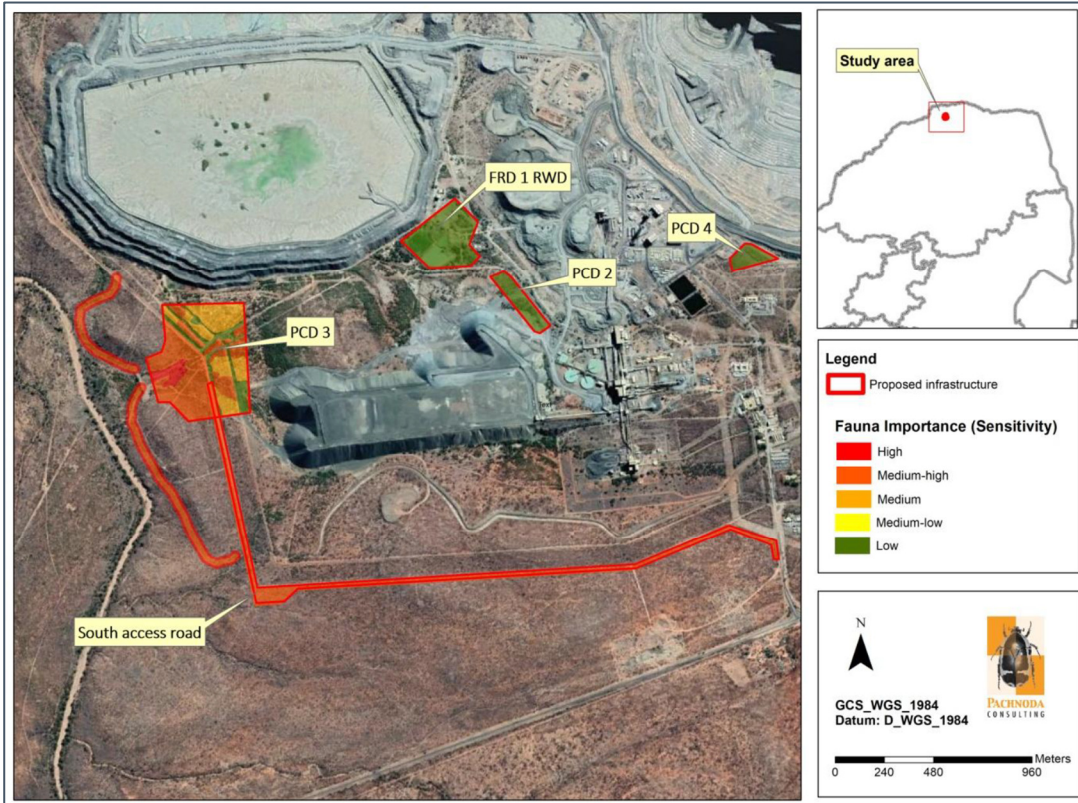 FRD 1 RWD
PCD 4
PCD 2
PCD 3
South access road
Study area
Legend
Proposed infrastructure
Fauna Importance (Sensitivity)
High
Medium-high
Medium
Medium-low
Low
N
GCS_WGS_1984
Datum: D_WGS_1984
PACHNODA
CONSULTING
Meters
0 240 480 960